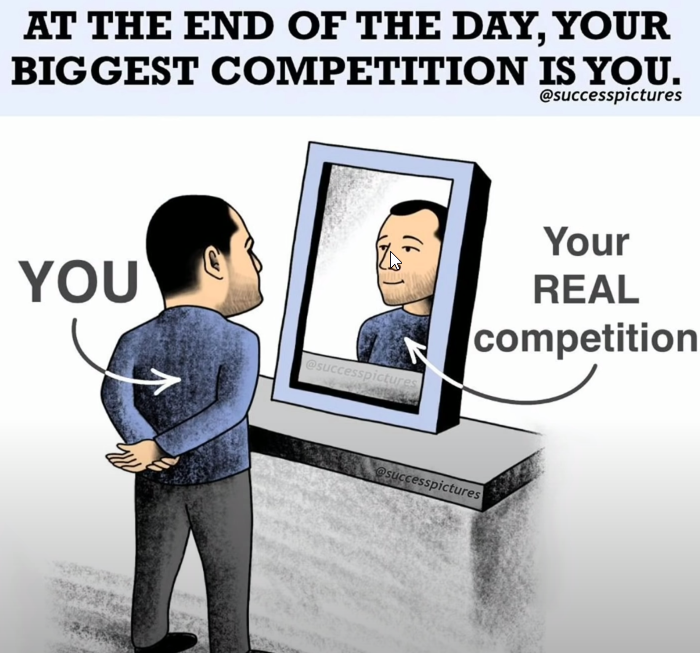 AT THE END OF THE DAY, YOUR
BIGGEST COMPETITION IS YOU.
@successpictures
YOU
Your
REAL
competition
@successpictures
@successpictures